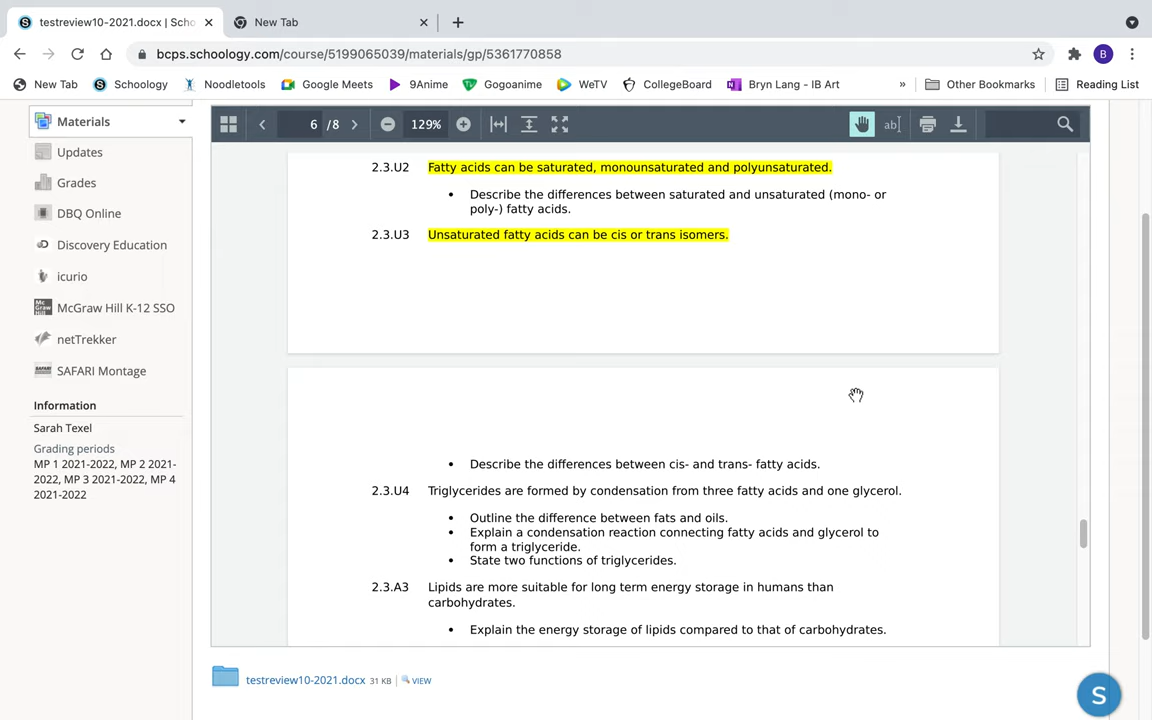 testreview10-2021.docx | Scho
New Tab
bcps.schoology.com/course/5199065039/materials/gp/5361770858
B
New Tab
Schoology
Noodletools
Google Meets
9Anime
Gogoanime
WeTV
CollegeBoard
Bryn Lang - IB Art
»
Other Bookmarks
Reading List
Materials
Updates
Grades
DBQ Online
Discovery Education
icurio
McGraw Hill K-12 SSO
netTrekker
SAFARI Montage
Information
Sarah Texel
Grading periods
MP 1 2021-2022, MP 2 2021-
2022, MP 3 2021-2022, MP 4
2021-2022
6 / 8
129%
ab
2.3.U2 Fatty acids can be saturated, monounsaturated and polyunsaturated.
• Describe the differences between saturated and unsaturated (mono- or
poly-) fatty acids.
2.3.U3 Unsaturated fatty acids can be cis or trans isomers.
• Describe the differences between cis- and trans- fatty acids.
2.3.U4 Triglycerides are formed by condensation from three fatty acids and one glycerol.
• Outline the difference between fats and oils.
• Explain a condensation reaction connecting fatty acids and glycerol to
form a triglyceride.
• State two functions of triglycerides.
2.3.A3 Lipids are more suitable for long term energy storage in humans than
carbohydrates.
• Explain the energy storage of lipids compared to that of carbohydrates.
testreview10-2021.docx 31 KB VIEW
S